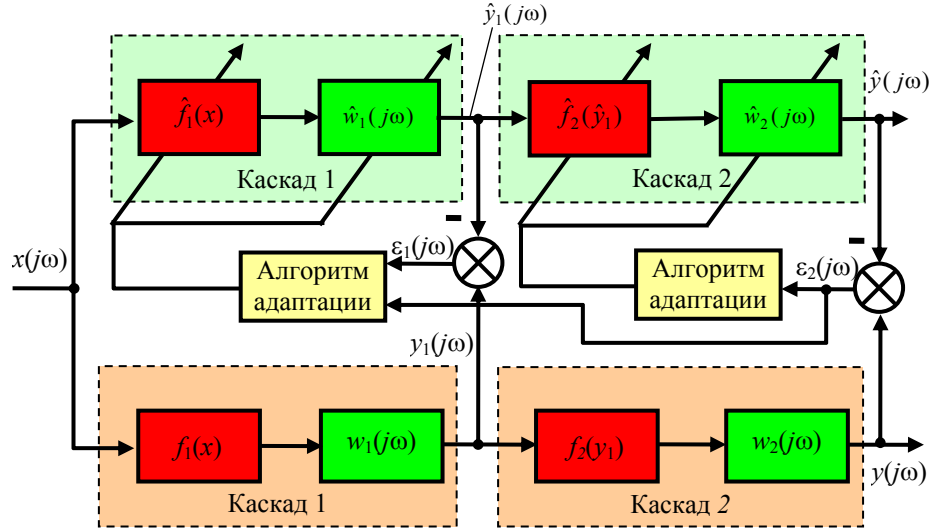 ŷ₁(jω)
f̂₁(x)
ŵ₁(jω)
f̂₂(ŷ₁)
ŵ₂(jω)
ŷ(jω)
Каскад 1
Каскад 2
x(jω)
Алгоритм
адаптации
ε₁(jω)
Алгоритм
адаптации
ε₂(jω)
y₁(jω)
f₁(x)
w₁(jω)
f₂(y₁)
w₂(jω)
y(jω)
Каскад 1
Каскад 2